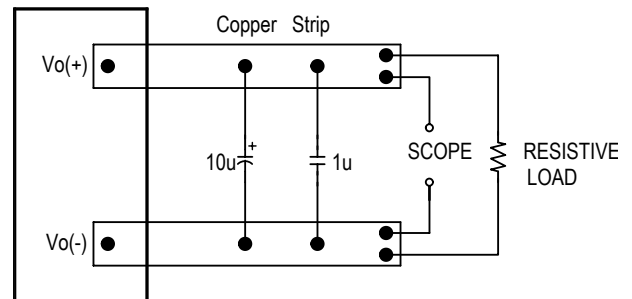 Copper Strip
Vo(+)
+
10u
1u
SCOPE
RESISTIVE
LOAD
Vo(-)